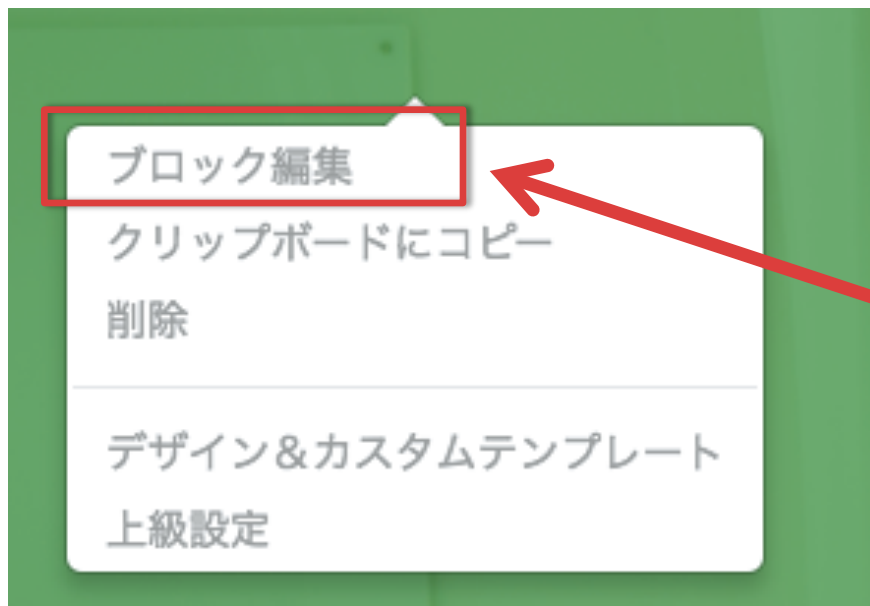 ブロック編集
クリップボードにコピー
削除
デザイン＆カスタムテンプレート
上級設定